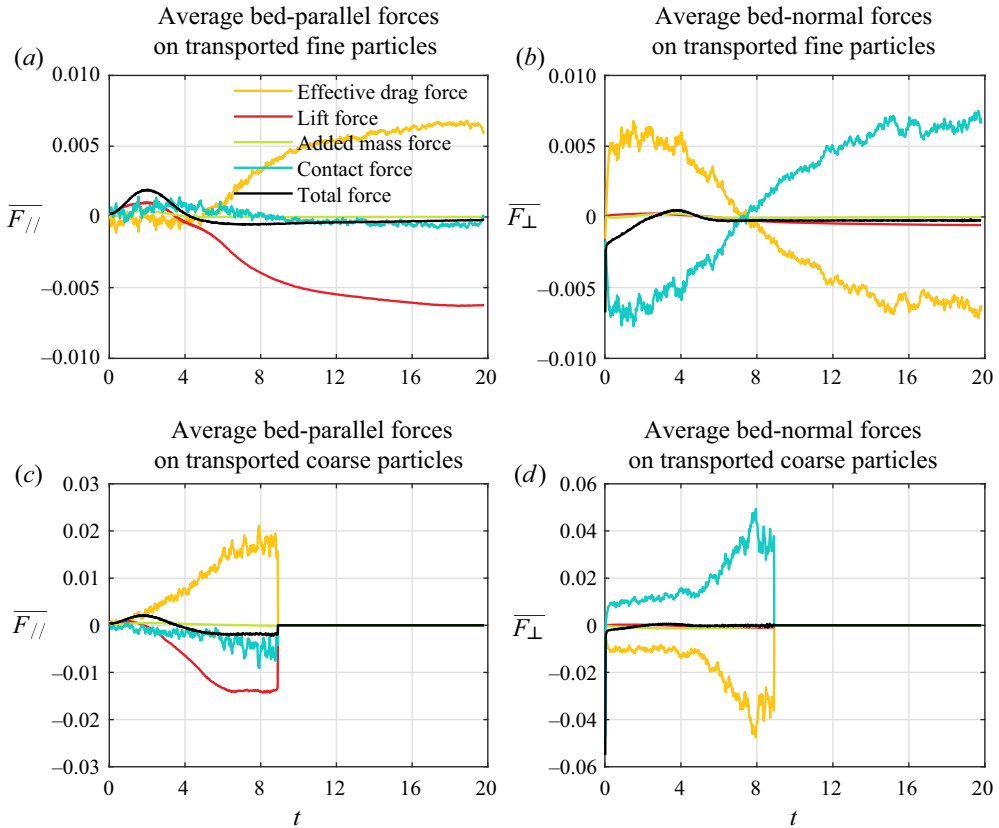 Average bed-parallel forces
on transported fine particles
Average bed-normal forces
on transported fine particles
(a)
(b)
0.010
0.005
0
–0.005
–0.010
F//
Effective drag force
Lift force
Added mass force
Contact force
Total force
0 4 8 12 16 20
0.010
0.005
0
–0.005
–0.010
F⊥
0 4 8 12 16 20
Average bed-parallel forces
on transported coarse particles
Average bed-normal forces
on transported coarse particles
(c)
(d)
0.03
0.02
0.01
0
–0.01
–0.02
–0.03
F//
0 4 8 12 16 20
t
0.06
0.04
0.02
0
–0.02
–0.04
–0.06
F⊥
0 4 8 12 16 20
t